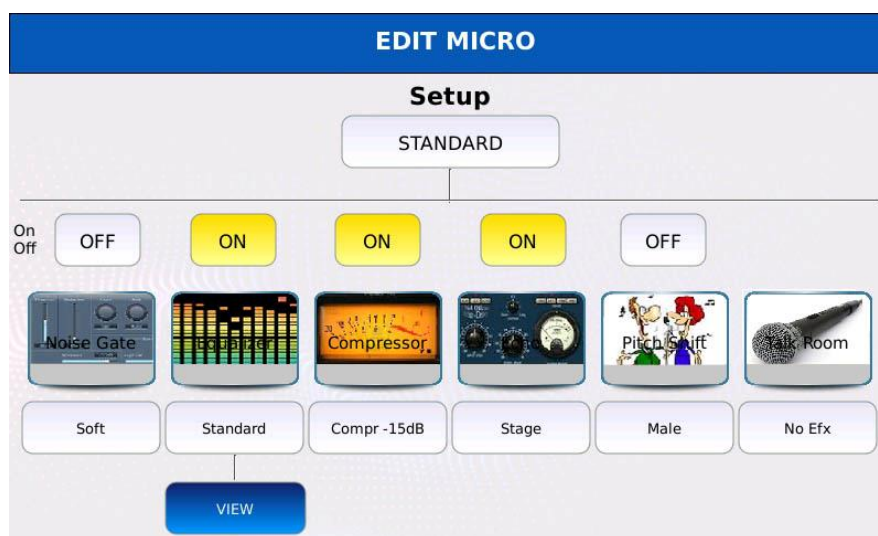 EDIT MICRO
Setup
STANDARD
On
Off
OFF
ON
ON
ON
OFF
Noise Gate
Equalizer
Compressor
Echo
Pitch Shift
Talk Room
Soft
Standard
Compr -15dB
Stage
Male
No Efx
VIEW